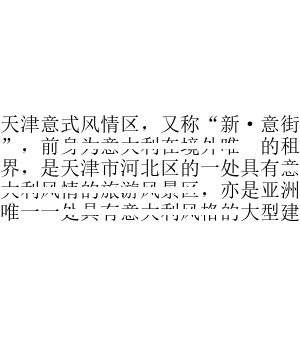 天津意式风情区，又称“新·意街
”，前身为意大利在境外唯一的租
界，是天津市河北区的一处具有意
大利风情的旅游风景区，亦是亚洲
唯一一处具有意大利风格的大型建